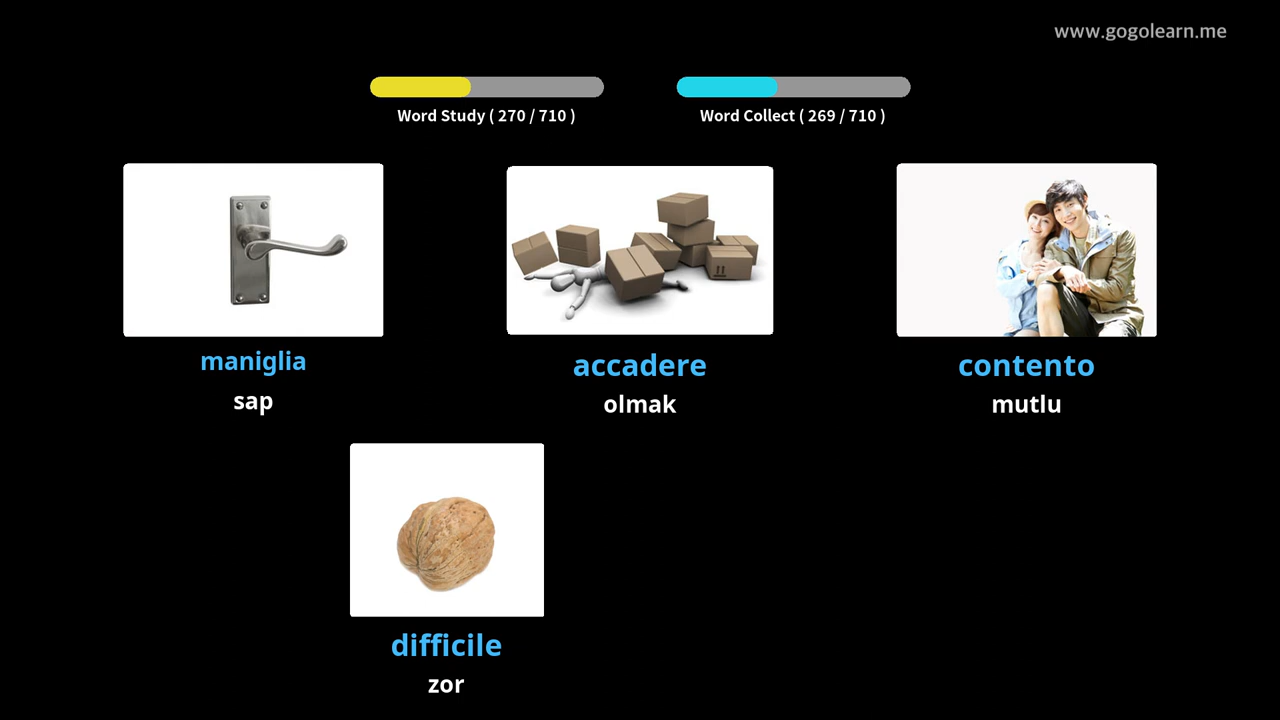 www.gogolearn.me
Word Study ( 270 / 710 )
Word Collect ( 269 / 710 )
maniglia
sap
accadere
olmak
contento
mutlu
difficile
zor